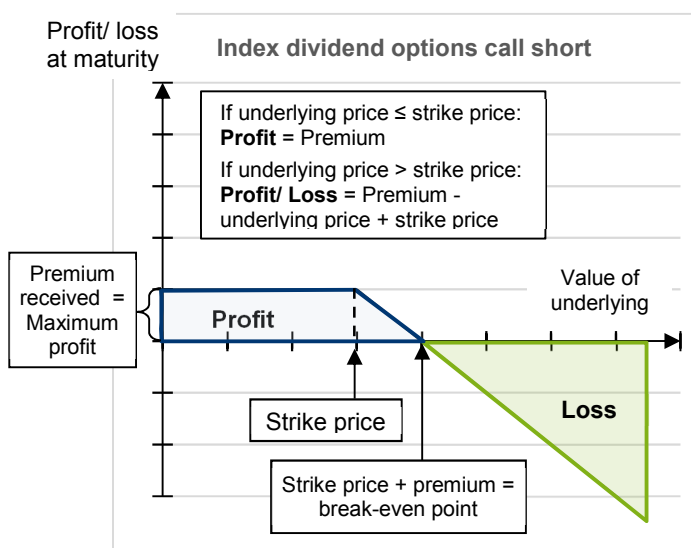 Profit/ loss
at maturity
Index dividend options call short
If underlying price ≤ strike price:
Profit = Premium
If underlying price > strike price:
Profit/ Loss = Premium -
underlying price + strike price
Premium
received =
Maximum
profit
Profit
Value of
underlying
Strike price
Loss
Strike price + premium =
break-even point